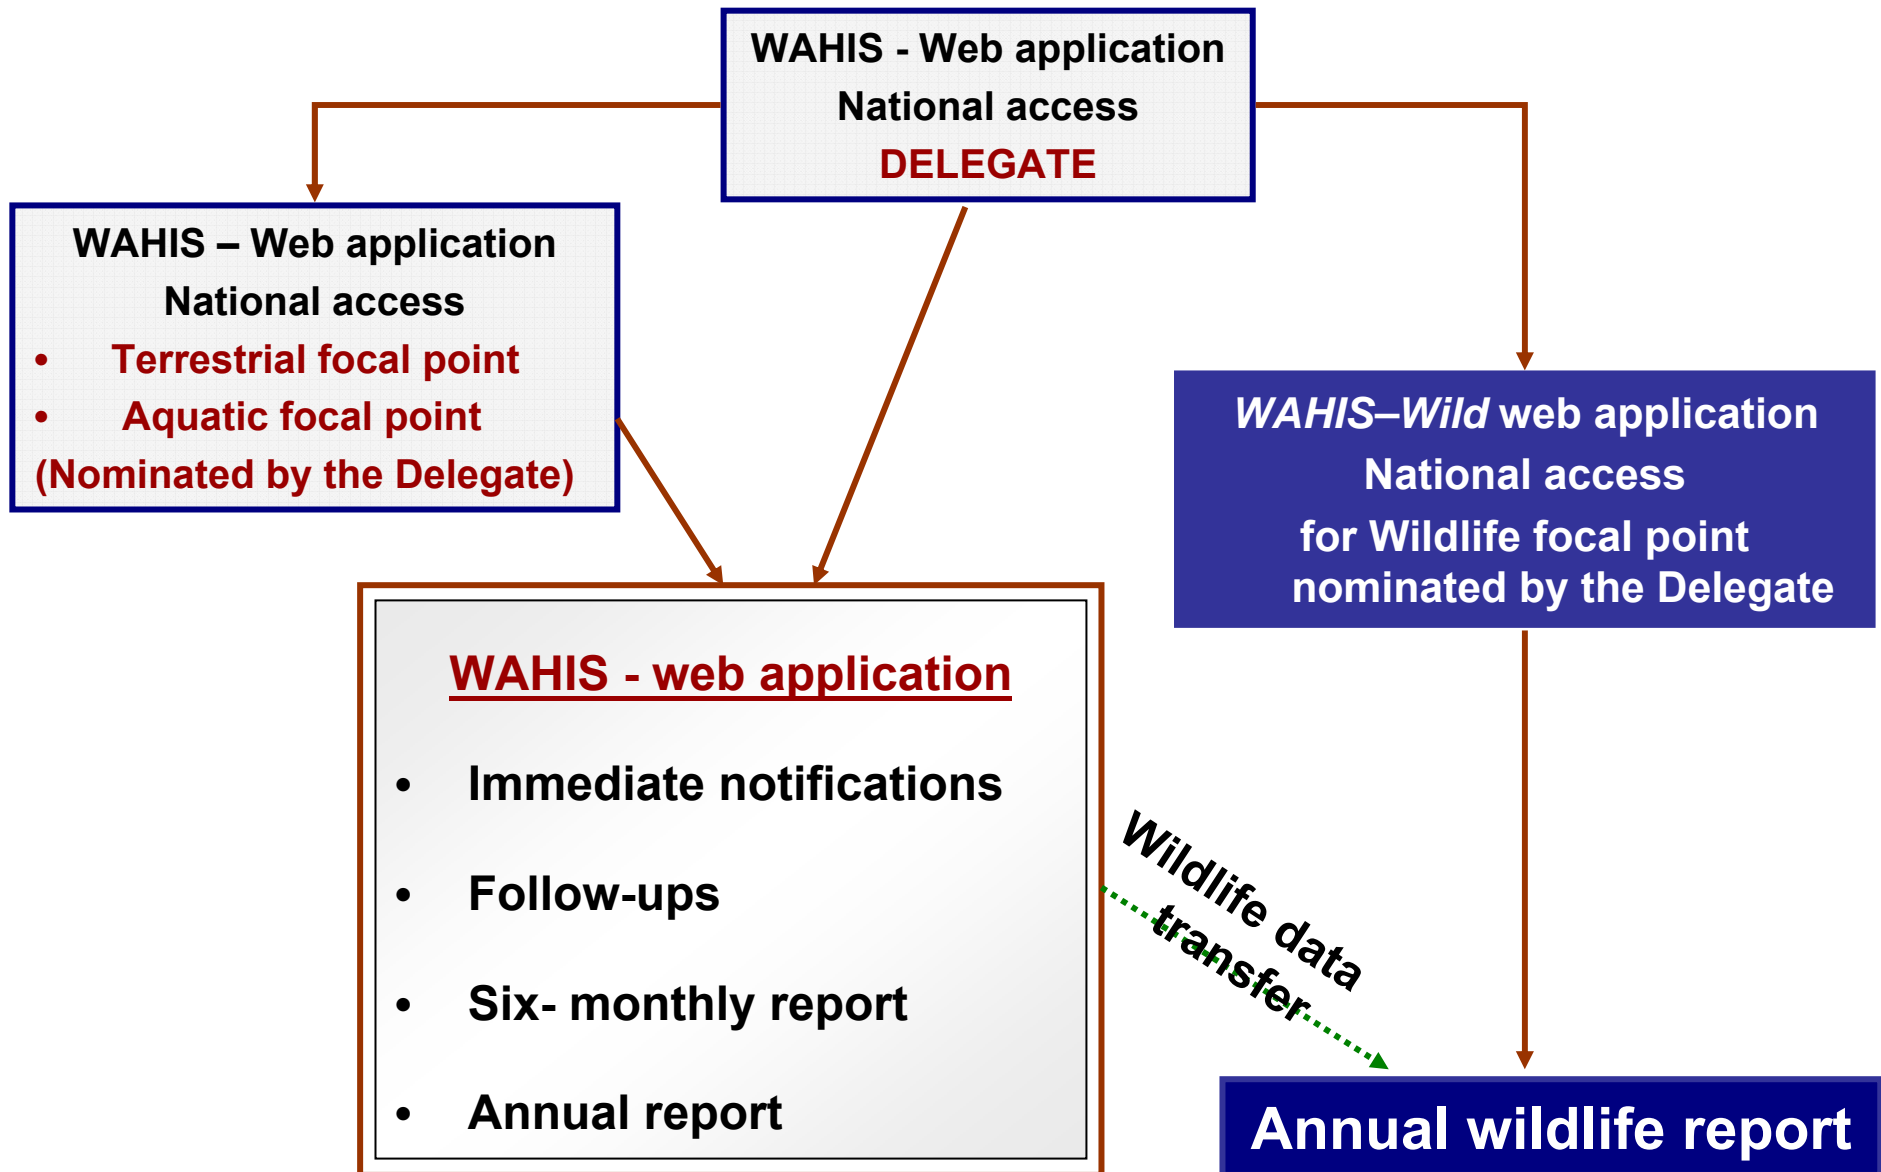 WAHIS - Web application
National access
DELEGATE
WAHIS – Web application
National access
• Terrestrial focal point
• Aquatic focal point
(Nominated by the Delegate)
WAHIS–Wild web application
National access
for Wildlife focal point
nominated by the Delegate
WAHIS - web application
• Immediate notifications
• Follow-ups
• Six- monthly report
• Annual report
Wildlife data
transfer
Annual wildlife report